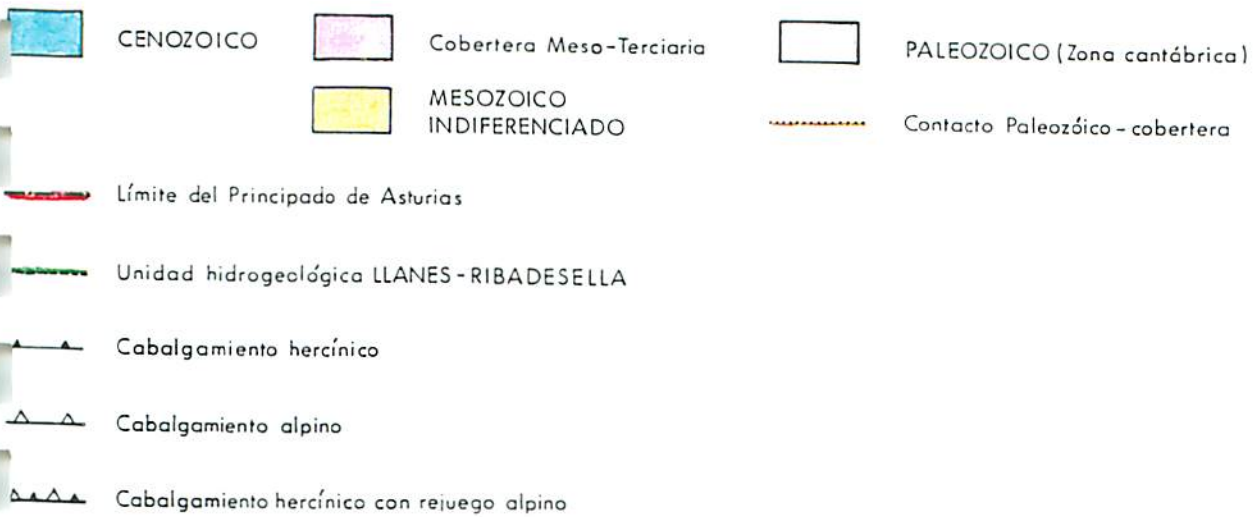 CENOZOICO
Cobertera Meso-Terciaria
PALEOZOICO (Zona cantábrica)
MESOZOICO
INDIFERENCIADO
Contacto Paleozóico - cobertera
Límite del Principado de Asturias
Unidad hidrogeológica LLANES - RIBADESELLA
Cabalgamiento hercínico
Cabalgamiento alpino
Cabalgamiento hercínico con rejuego alpino